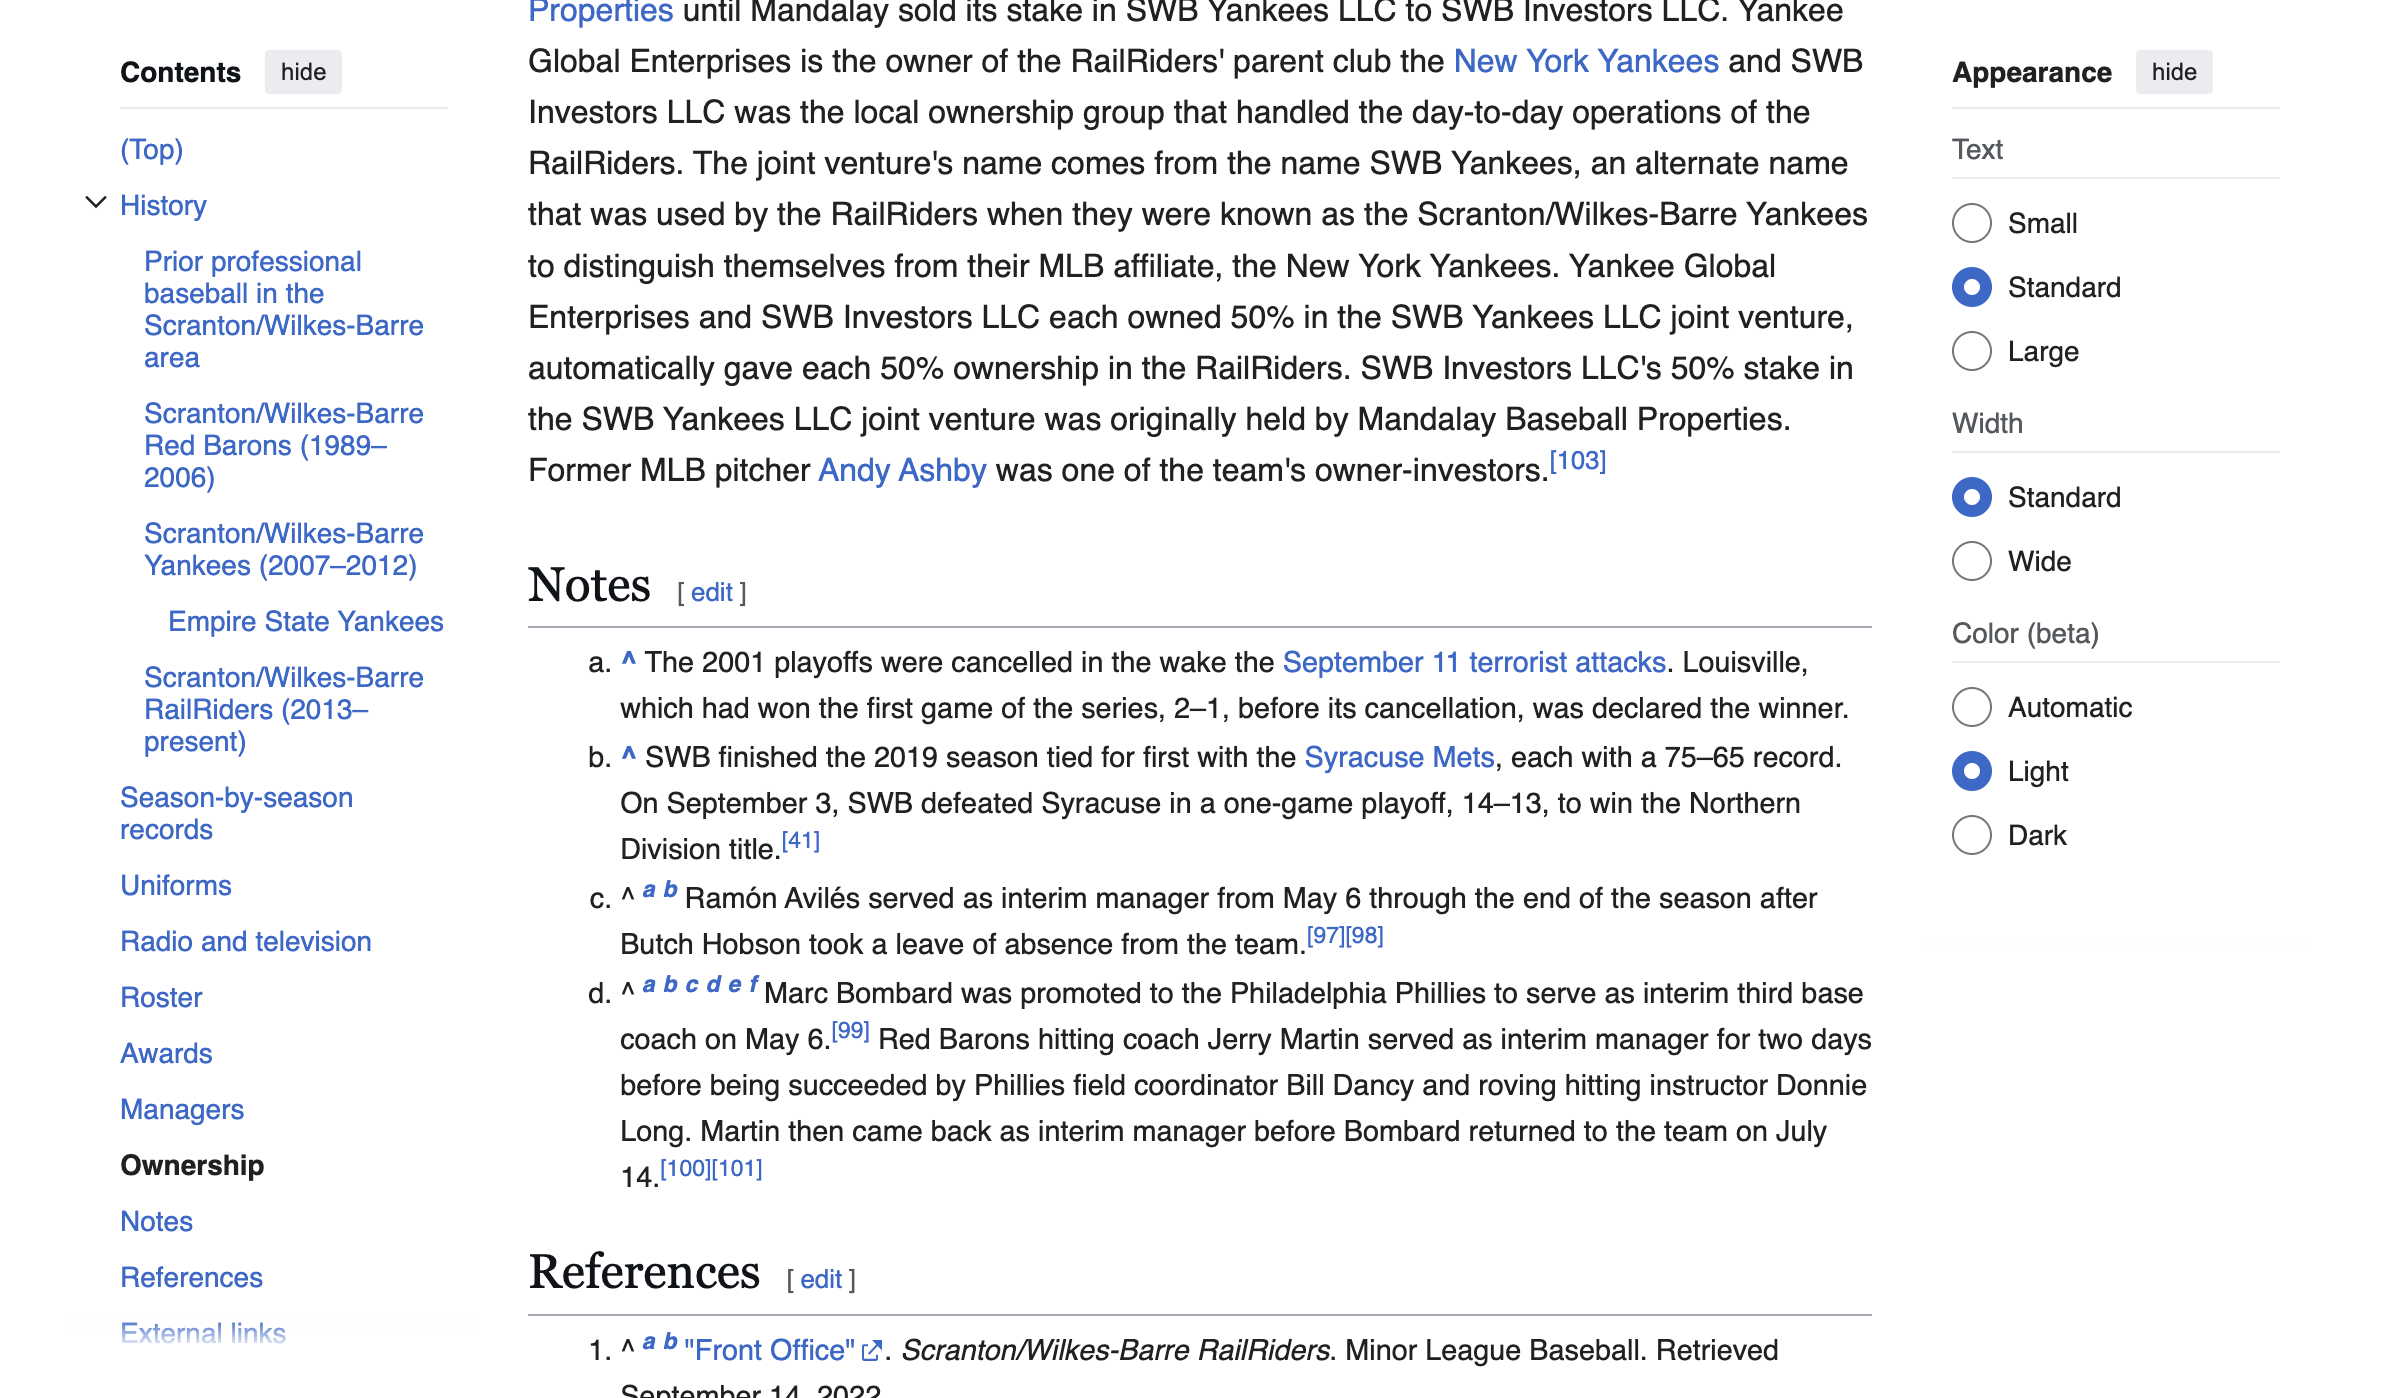 Contents hide
(Top)
History
Prior professional
baseball in the
Scranton/Wilkes-Barre
area
Scranton/Wilkes-Barre
Red Barons (1989–
2006)
Scranton/Wilkes-Barre
Yankees (2007–2012)
Empire State Yankees
Scranton/Wilkes-Barre
RailRiders (2013–
present)
Season-by-season
records
Uniforms
Radio and television
Roster
Awards
Managers
Ownership
Notes
References
External links
Properties until Mandalay sold its stake in SWB Yankees LLC to SWB Investors LLC. Yankee
Global Enterprises is the owner of the RailRiders' parent club the New York Yankees and SWB
Investors LLC was the local ownership group that handled the day-to-day operations of the
RailRiders. The joint venture's name comes from the name SWB Yankees, an alternate name
that was used by the RailRiders when they were known as the Scranton/Wilkes-Barre Yankees
to distinguish themselves from their MLB affiliate, the New York Yankees. Yankee Global
Enterprises and SWB Investors LLC each owned 50% in the SWB Yankees LLC joint venture,
automatically gave each 50% ownership in the RailRiders. SWB Investors LLC's 50% stake in
the SWB Yankees LLC joint venture was originally held by Mandalay Baseball Properties.
Former MLB pitcher Andy Ashby was one of the team's owner-investors.[103]
Notes [ edit ]
a. ^ The 2001 playoffs were cancelled in the wake the September 11 terrorist attacks. Louisville,
which had won the first game of the series, 2–1, before its cancellation, was declared the winner.
b. ^ SWB finished the 2019 season tied for first with the Syracuse Mets, each with a 75–65 record.
On September 3, SWB defeated Syracuse in a one-game playoff, 14–13, to win the Northern
Division title.[41]
c. ^ a b Ramón Avilés served as interim manager from May 6 through the end of the season after
Butch Hobson took a leave of absence from the team.[97][98]
d. ^ a b c d e f Marc Bombard was promoted to the Philadelphia Phillies to serve as interim third base
coach on May 6.[99] Red Barons hitting coach Jerry Martin served as interim manager for two days
before being succeeded by Phillies field coordinator Bill Dancy and roving hitting instructor Donnie
Long. Martin then came back as interim manager before Bombard returned to the team on July
14.[100][101]
References [ edit ]
1. ^ a b "Front Office". Scranton/Wilkes-Barre RailRiders. Minor League Baseball. Retrieved
September 14, 2022
Appearance hide
Text
Small
Standard
Large
Width
Standard
Wide
Color (beta)
Automatic
Light
Dark